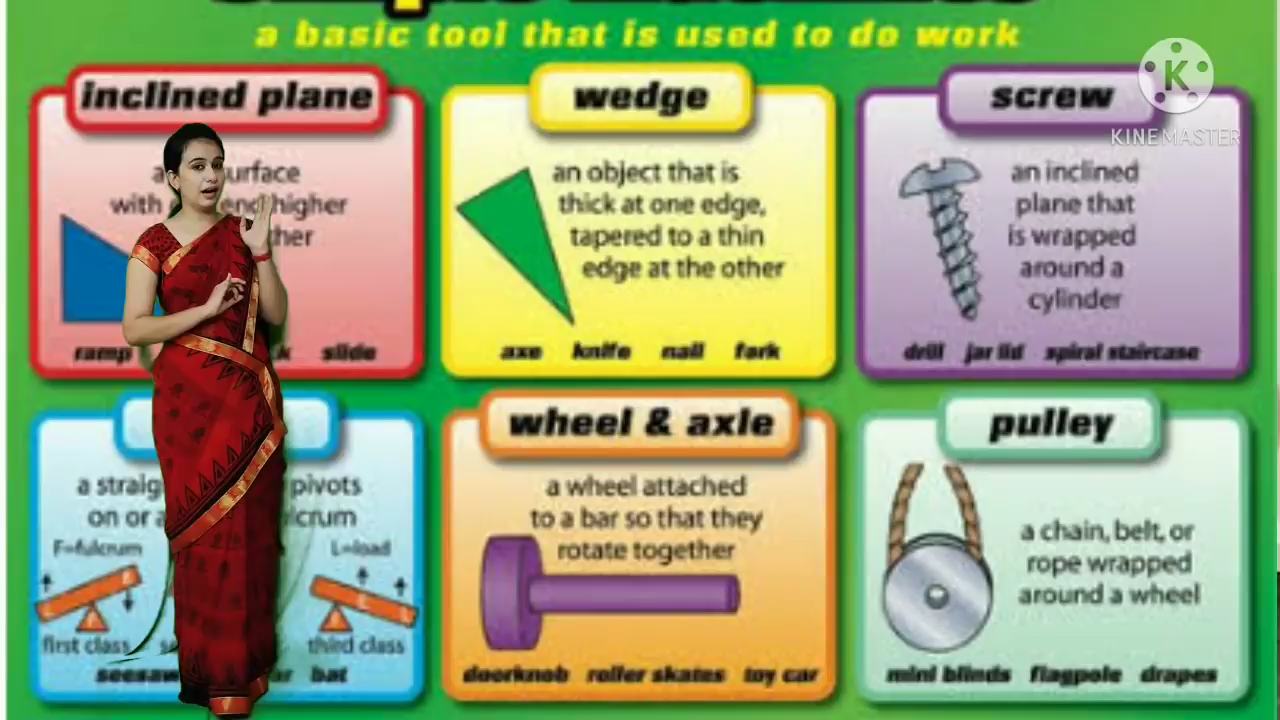 a basic tool that is used to do work
inclined plane
surface
with end higher
ramp slide
wedge
an object that is
thick at one edge,
tapered to a thin
edge at the other
axe knife nail fork
screw
an inclined
plane that
is wrapped
around a
cylinder
drill jar lid spiral staircase
K
KINEMASTER
pivots
on or
F=fulcrum L=load
L
first class third class
seesaw bat
wheel & axle
a wheel attached
to a bar so that they
rotate together
doorknob roller skates toy car
pulley
a chain, belt, or
rope wrapped
around a wheel
mini blinds flagpole drapes